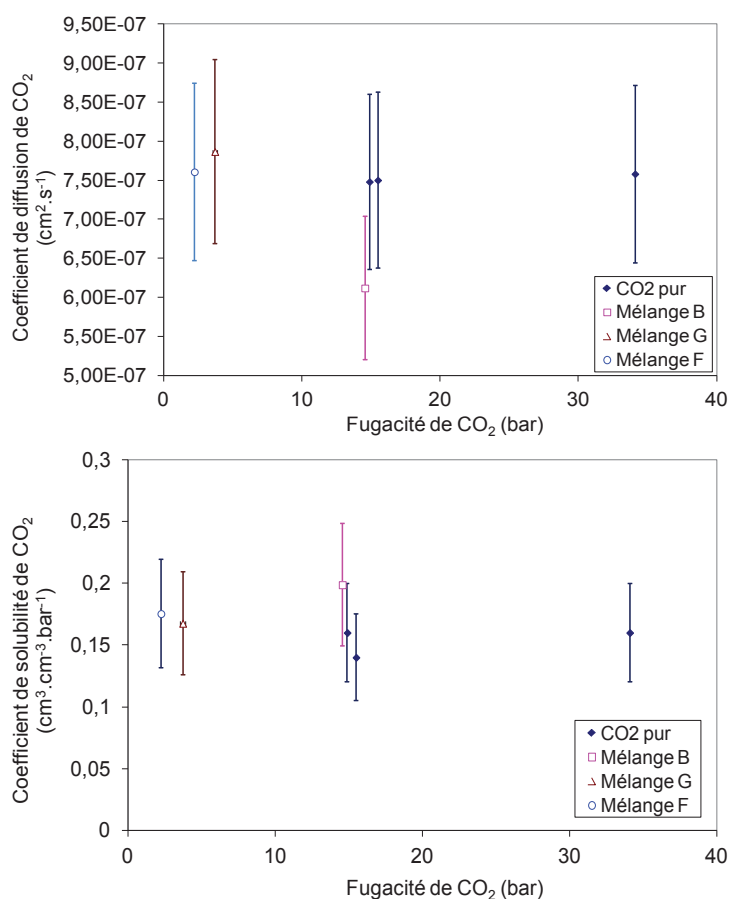 9,50E-07
9,00E-07
8,50E-07
8,00E-07
7,50E-07
7,00E-07
6,50E-07
6,00E-07
5,50E-07
5,00E-07
Coefficient de diffusion de CO2
(cm².s⁻¹)
0 10 20 30 40
Fugacité de CO2 (bar)
CO2 pur
Mélange B
Mélange G
Mélange F
0,3
0,25
0,2
0,15
0,1
0,05
0
Coefficient de solubilité de CO2
(cm³.cm⁻³.bar⁻¹)
0 10 20 30 40
Fugacité de CO2 (bar)
CO2 pur
Mélange B
Mélange G
Mélange F